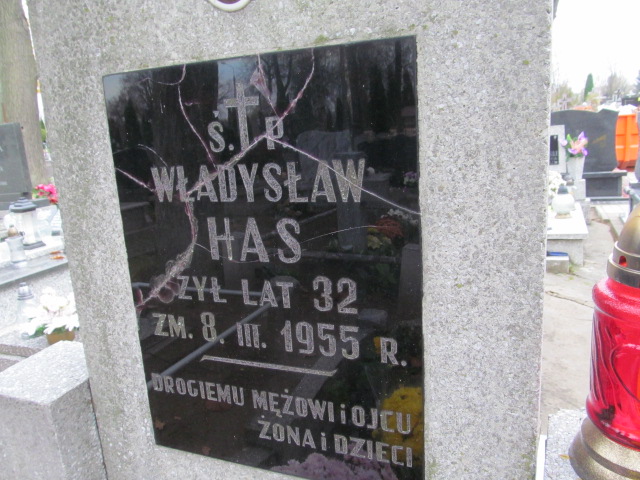 Ś. P
WŁADYSŁAW
HAS
ŻYŁ LAT 32
ZM. 8. III. 1955 R.
DROGIEMU MĘŻOWI i OJCU
ŻONA i DZIECI